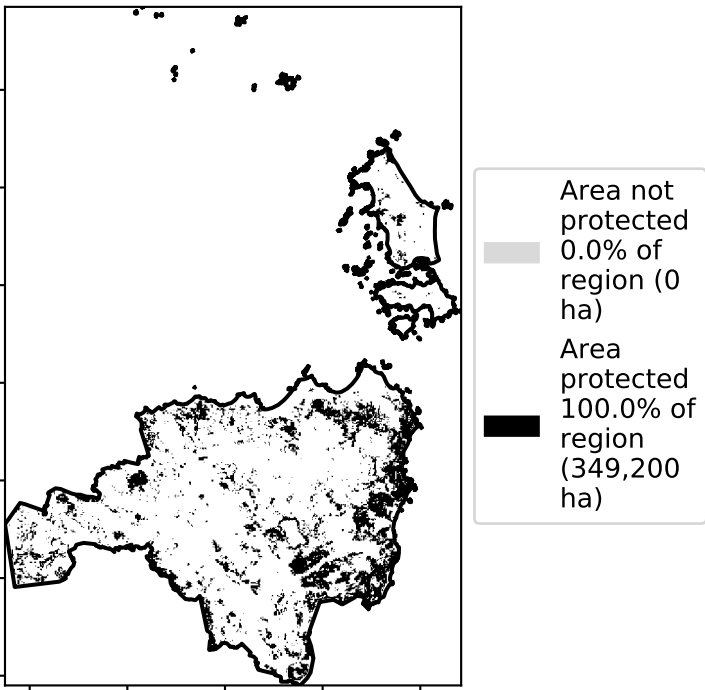 Area not
protected
0.0% of
region (0
ha)
Area
protected
100.0% of
region
(349,200
ha)